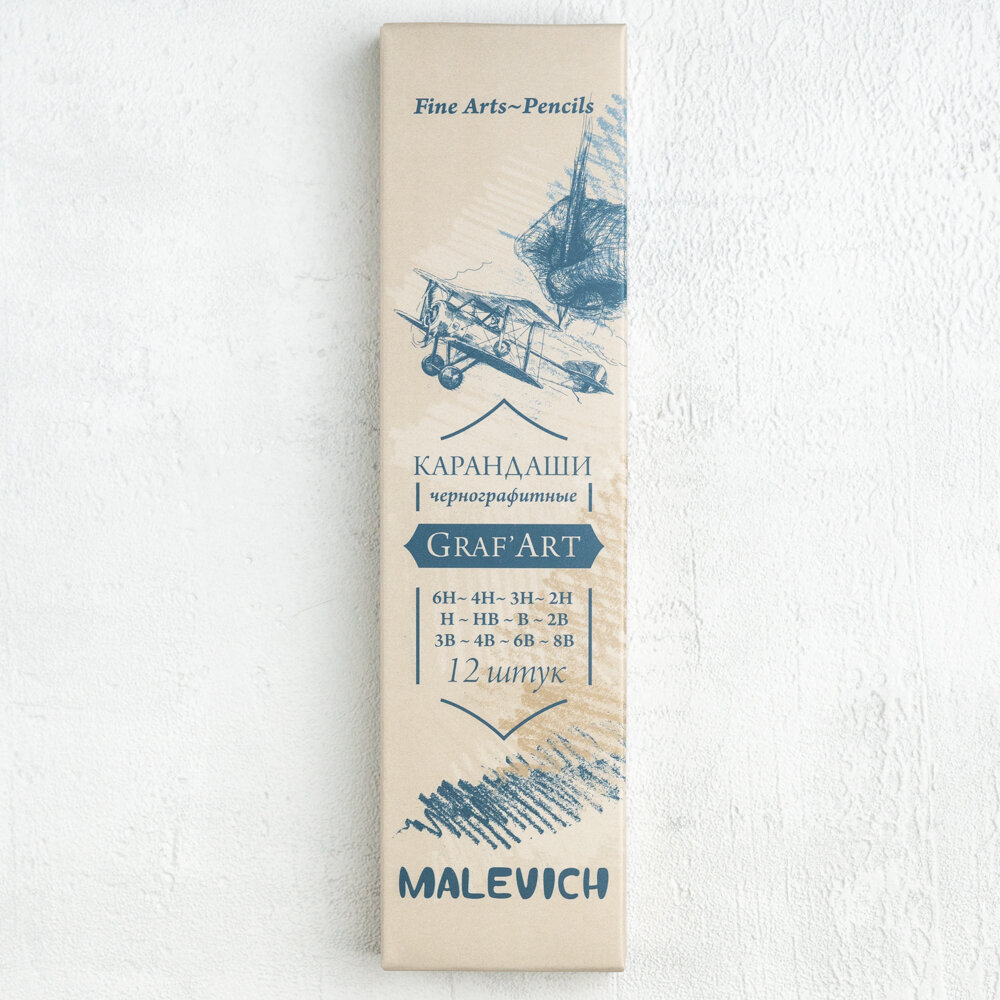 Fine Arts~Pencils
КАРАНДАШИ
чернографитные
GRAF'ART
6H~ 4H~ 3H~ 2H
H ~ HB ~ B ~ 2B
3B ~ 4B ~ 6B ~ 8B
12 штук
MALEVICH